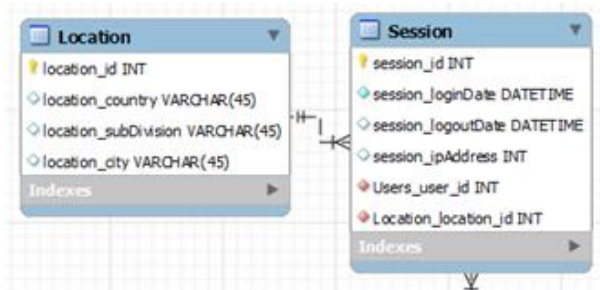 Location
location_id INT
location_country VARCHAR(45)
location_subDivision VARCHAR(45)
location_city VARCHAR(45)
Indexes
Session
session_id INT
session_loginDate DATETIME
session_logoutDate DATETIME
session_ipAddress INT
Users_user_id INT
Location_location_id INT
Indexes